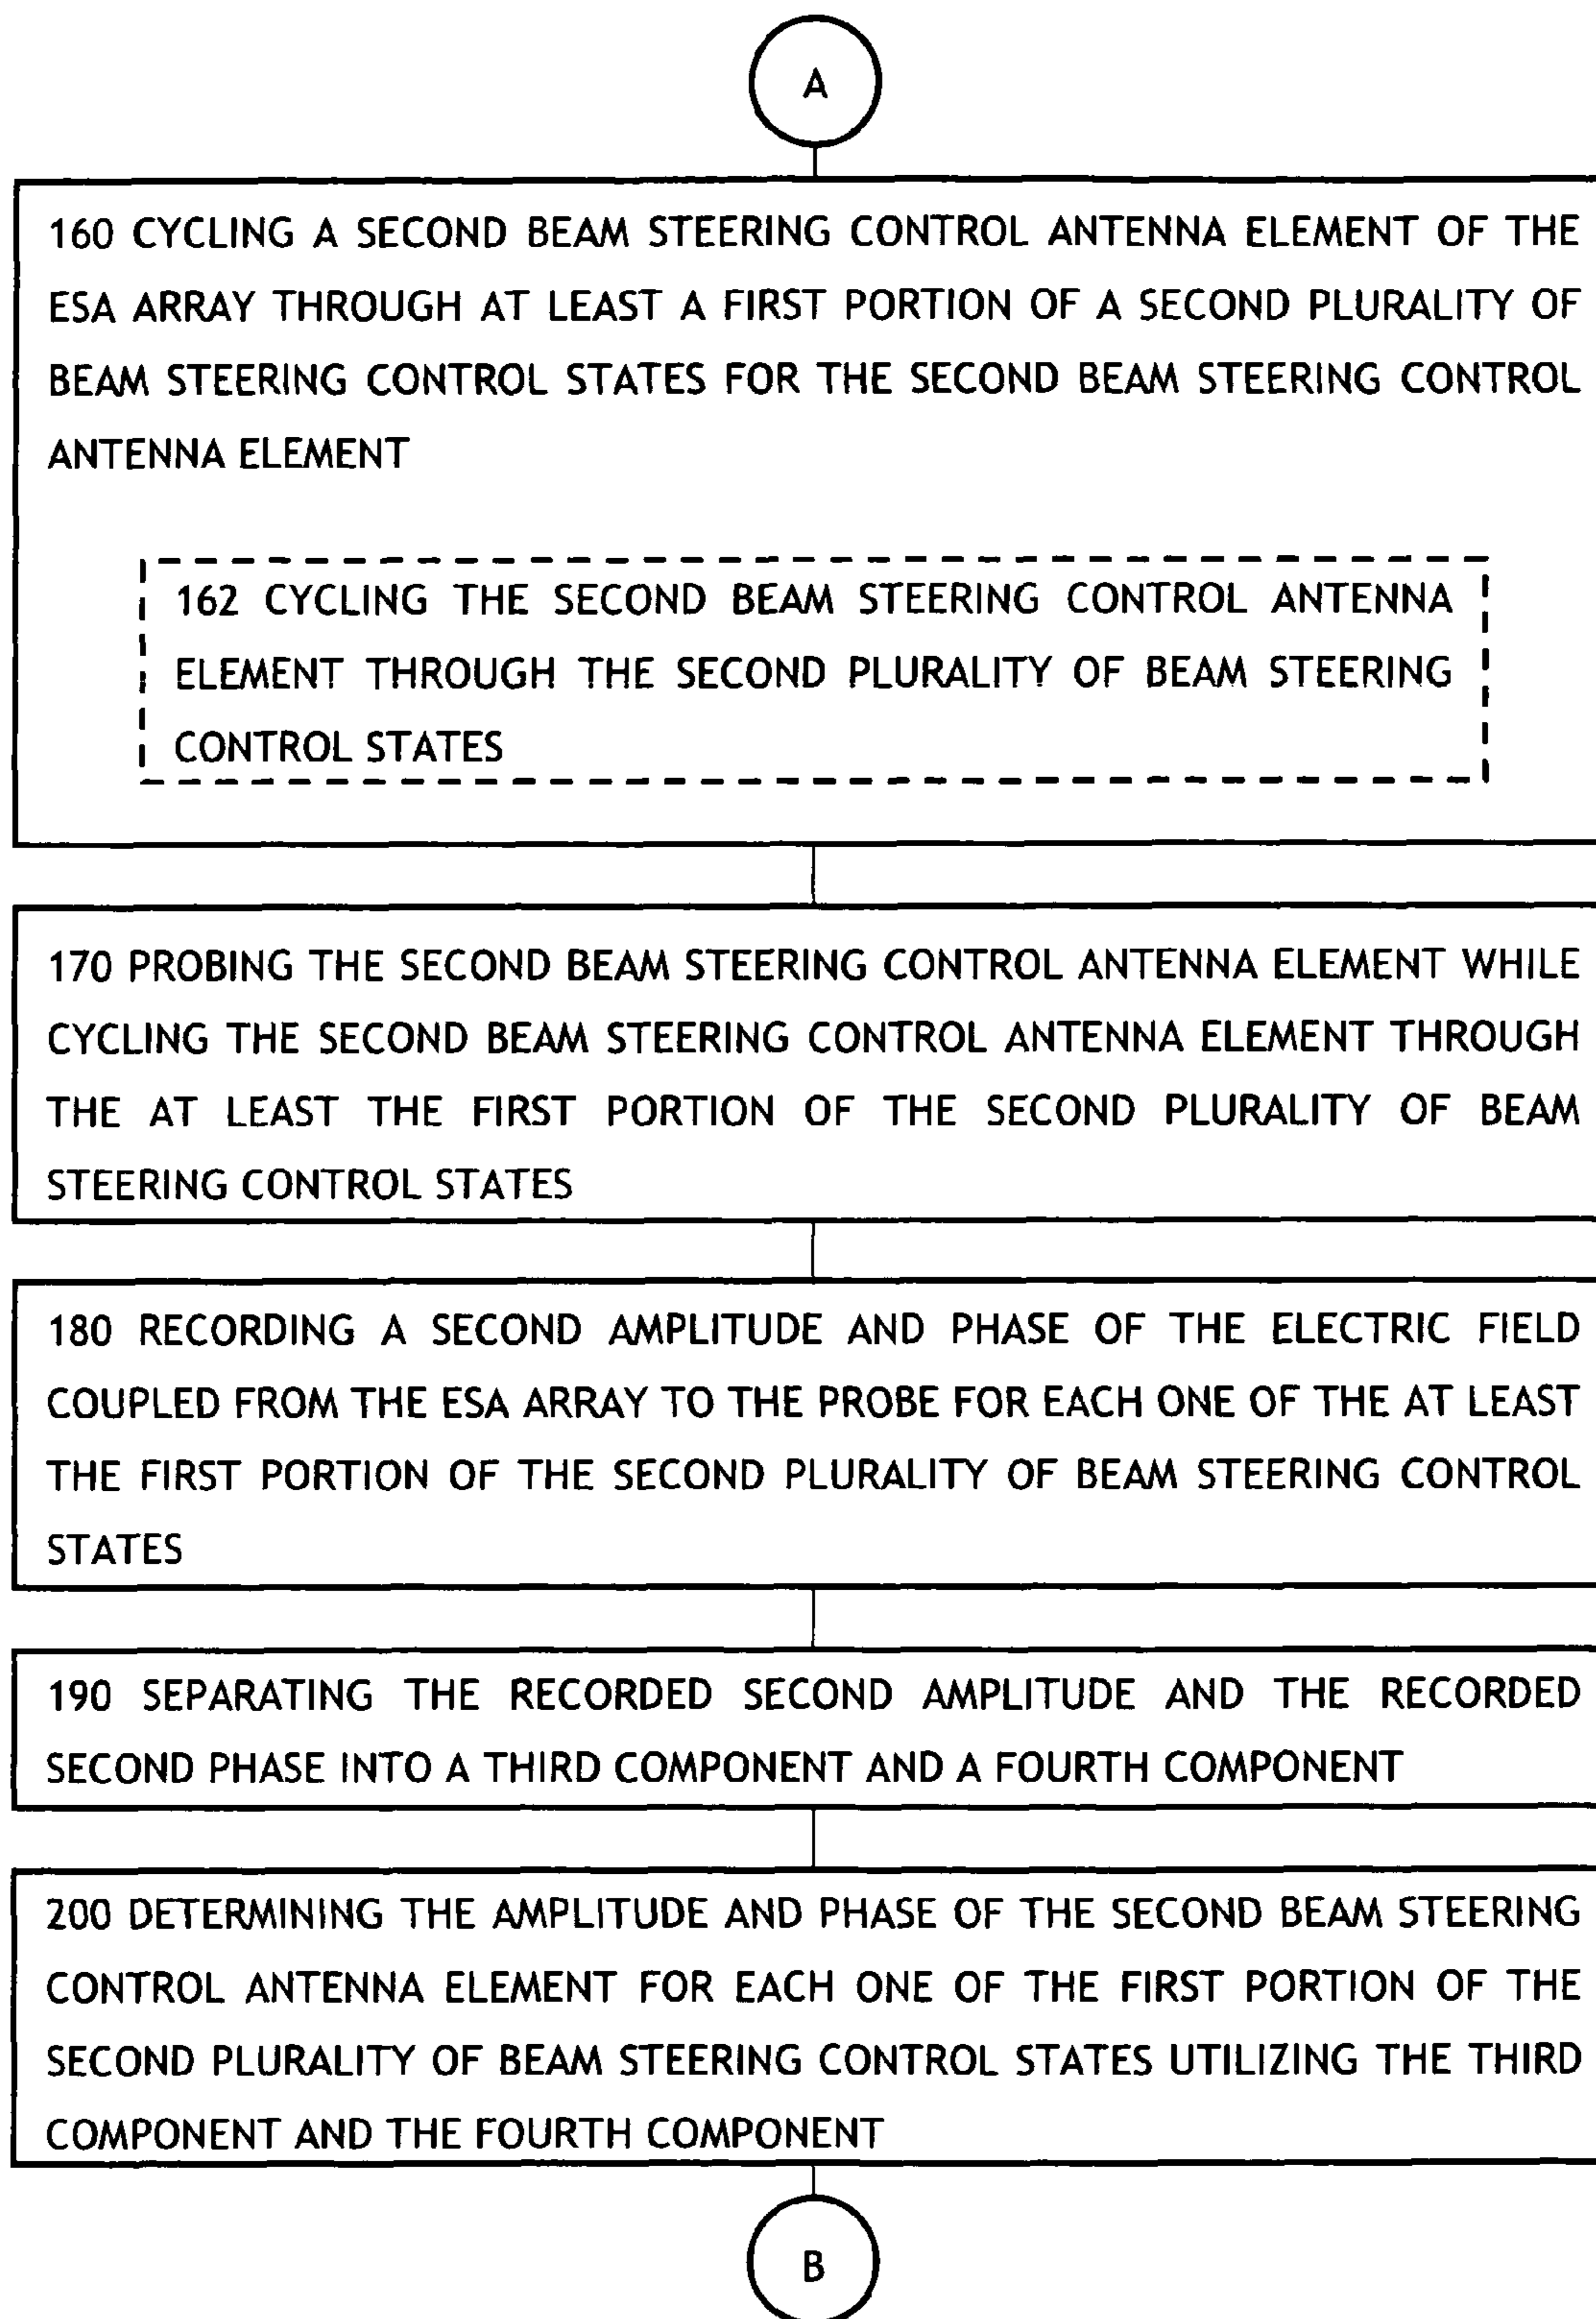 A
160 CYCLING A SECOND BEAM STEERING CONTROL ANTENNA ELEMENT OF THE
ESA ARRAY THROUGH AT LEAST A FIRST PORTION OF A SECOND PLURALITY OF
BEAM STEERING CONTROL STATES FOR THE SECOND BEAM STEERING CONTROL
ANTENNA ELEMENT
162 CYCLING THE SECOND BEAM STEERING CONTROL ANTENNA
ELEMENT THROUGH THE SECOND PLURALITY OF BEAM STEERING
CONTROL STATES
170 PROBING THE SECOND BEAM STEERING CONTROL ANTENNA ELEMENT WHILE
CYCLING THE SECOND BEAM STEERING CONTROL ANTENNA ELEMENT THROUGH
THE AT LEAST THE FIRST PORTION OF THE SECOND PLURALITY OF BEAM
STEERING CONTROL STATES
180 RECORDING A SECOND AMPLITUDE AND PHASE OF THE ELECTRIC FIELD
COUPLED FROM THE ESA ARRAY TO THE PROBE FOR EACH ONE OF THE AT LEAST
THE FIRST PORTION OF THE SECOND PLURALITY OF BEAM STEERING CONTROL
STATES
190 SEPARATING THE RECORDED SECOND AMPLITUDE AND THE RECORDED
SECOND PHASE INTO A THIRD COMPONENT AND A FOURTH COMPONENT
200 DETERMINING THE AMPLITUDE AND PHASE OF THE SECOND BEAM STEERING
CONTROL ANTENNA ELEMENT FOR EACH ONE OF THE FIRST PORTION OF THE
SECOND PLURALITY OF BEAM STEERING CONTROL STATES UTILIZING THE THIRD
COMPONENT AND THE FOURTH COMPONENT
B